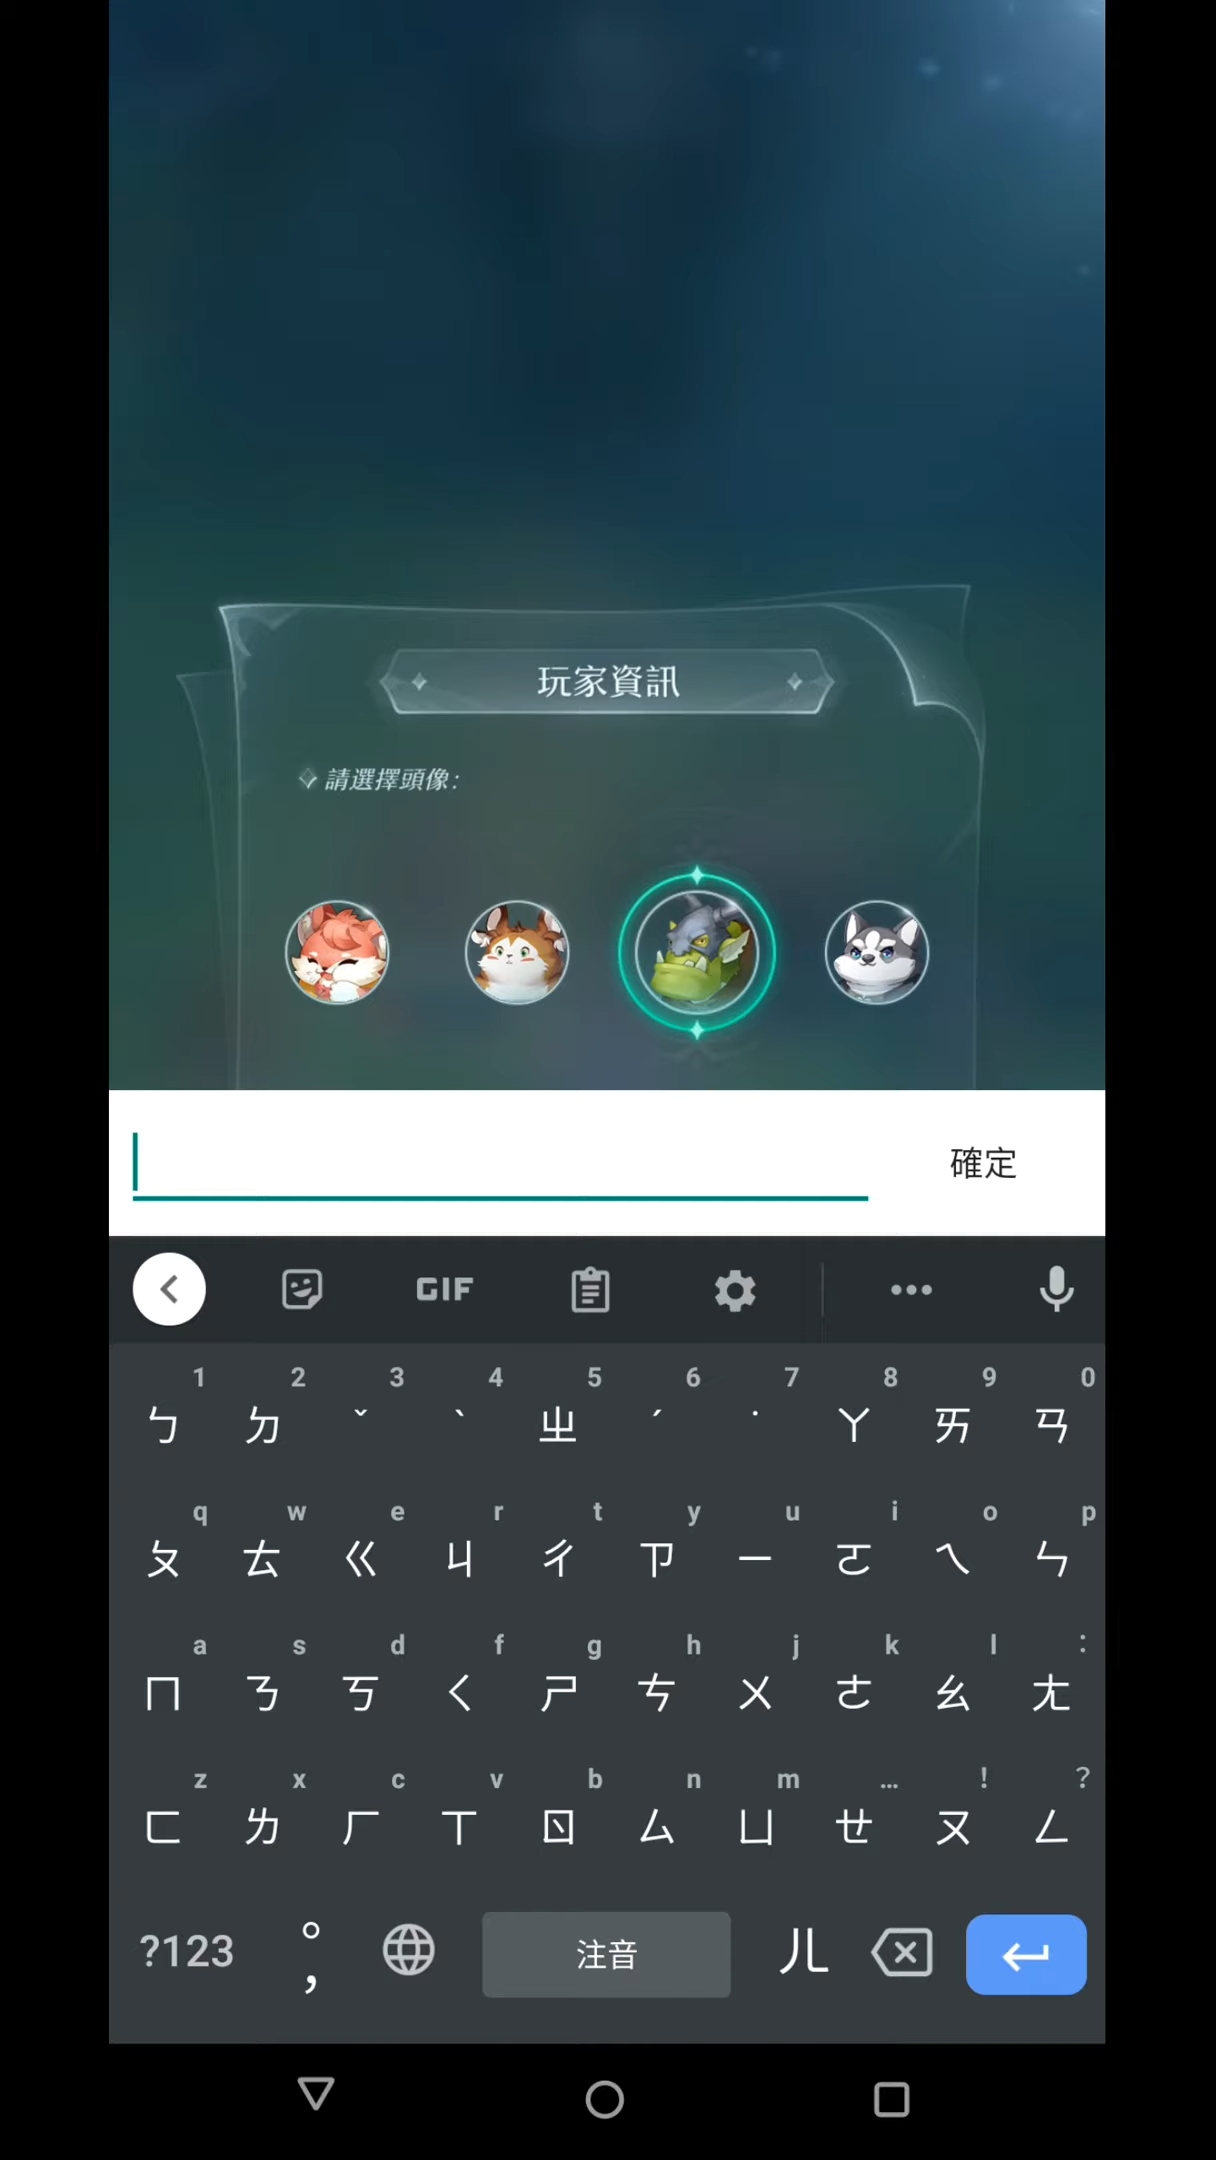 玩家資訊
請選擇頭像:
確定
GIF
1 2 3 4 5 6 7 8 9 0
ㄅ ㄉ ˇ ˋ ㄓ ˊ ˙ ㄚ ㄞ ㄢ
q w e r t y u i o p
ㄆ ㄊ ㄍ ㄐ ㄔ ㄗ ㄧ ㄛ ㄟ ㄣ
a s d f g h j k l :
ㄇ ㄋ ㄎ ㄑ ㄕ ㄘ ㄨ ㄜ ㄠ ㄤ
z x c v b n m … ! ?
ㄈ ㄌ ㄏ ㄒ ㄖ ㄙ ㄩ ㄝ ㄡ ㄥ
?123 。 , 注音 ㄦ